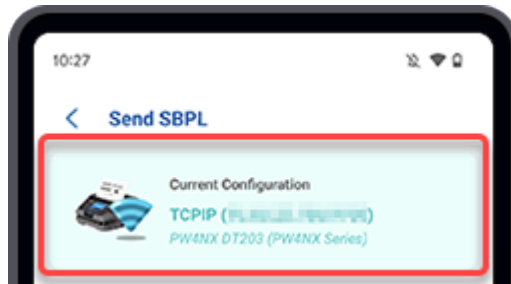 10:27
Send SBPL
Current Configuration
TCPIP ( )
PW4NX DT203 (PW4NX Series)